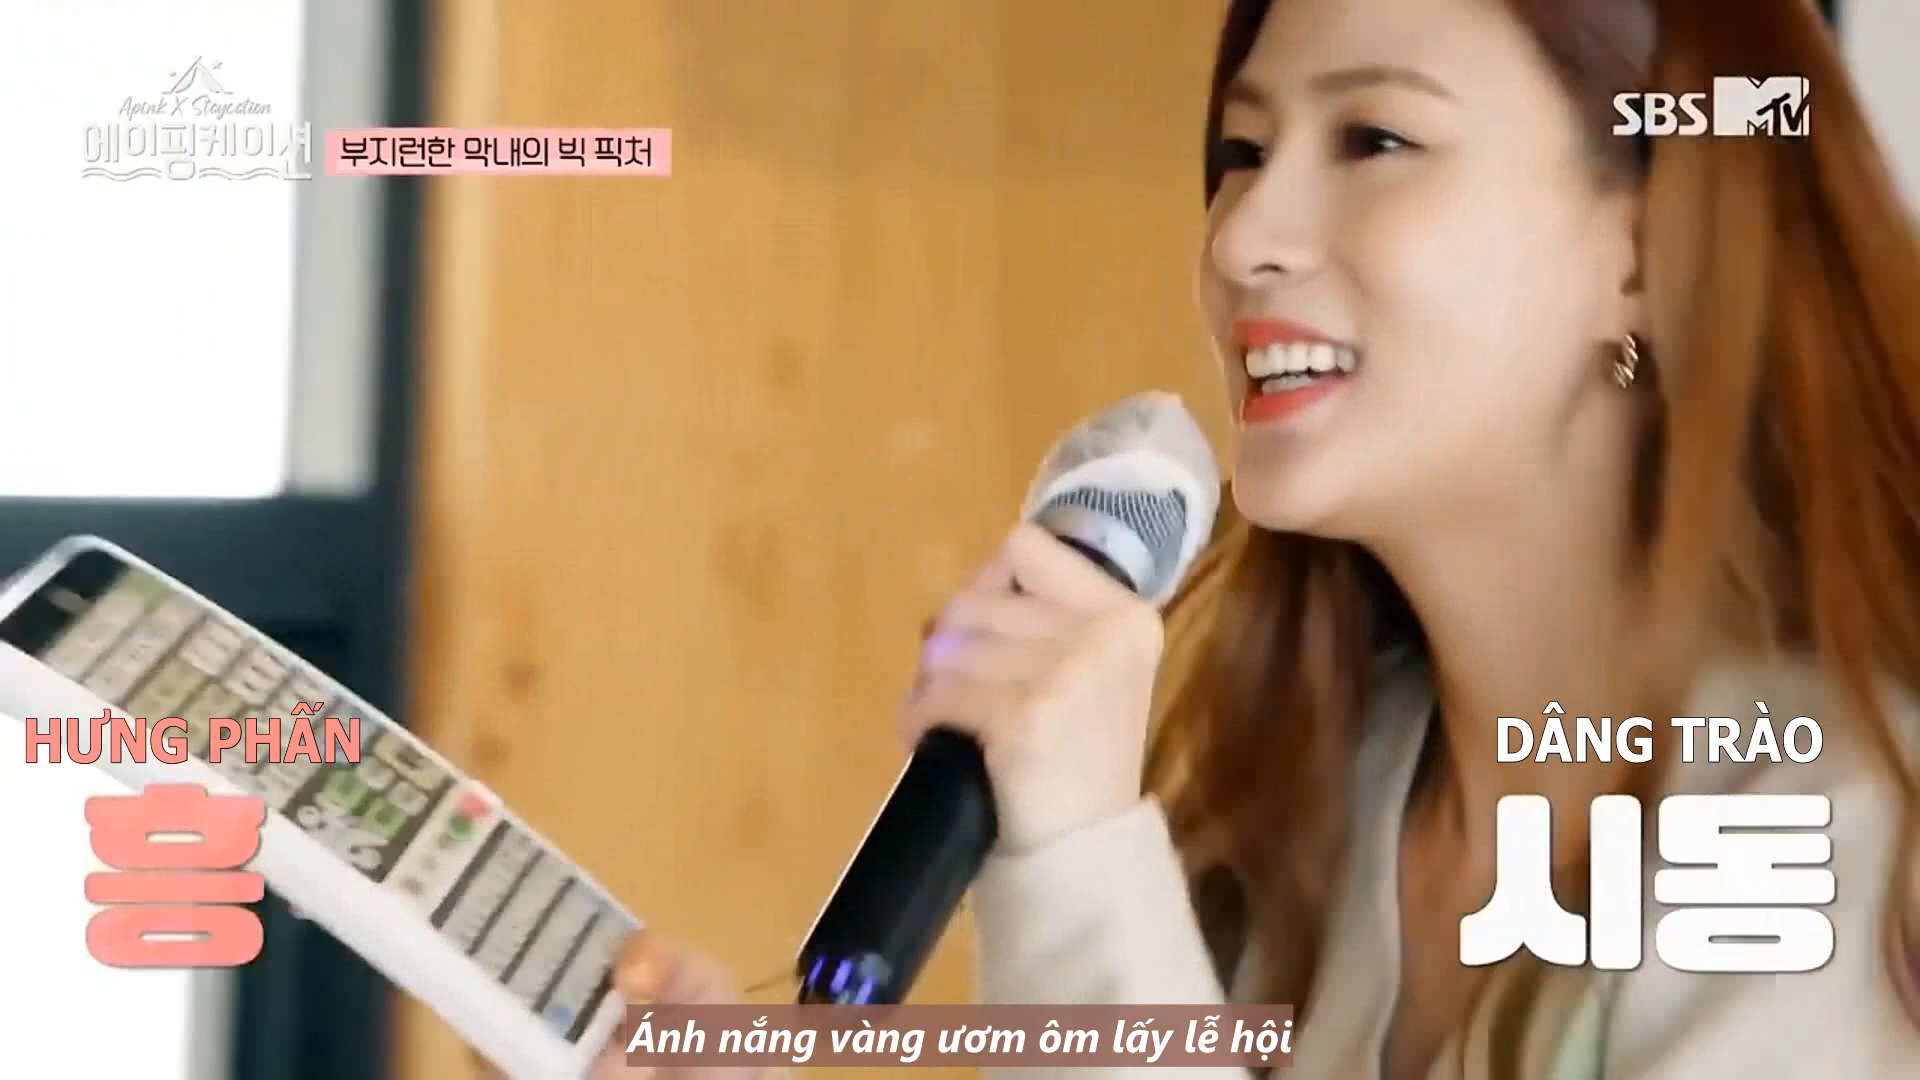 Apink X Staycation
에이핑케이션
부지런한 막내의 빅 픽처
SBS MTV
HƯNG PHẤN
DÂNG TRÀO
흥
시동
Ánh nắng vàng ươm ôm lấy lễ hội